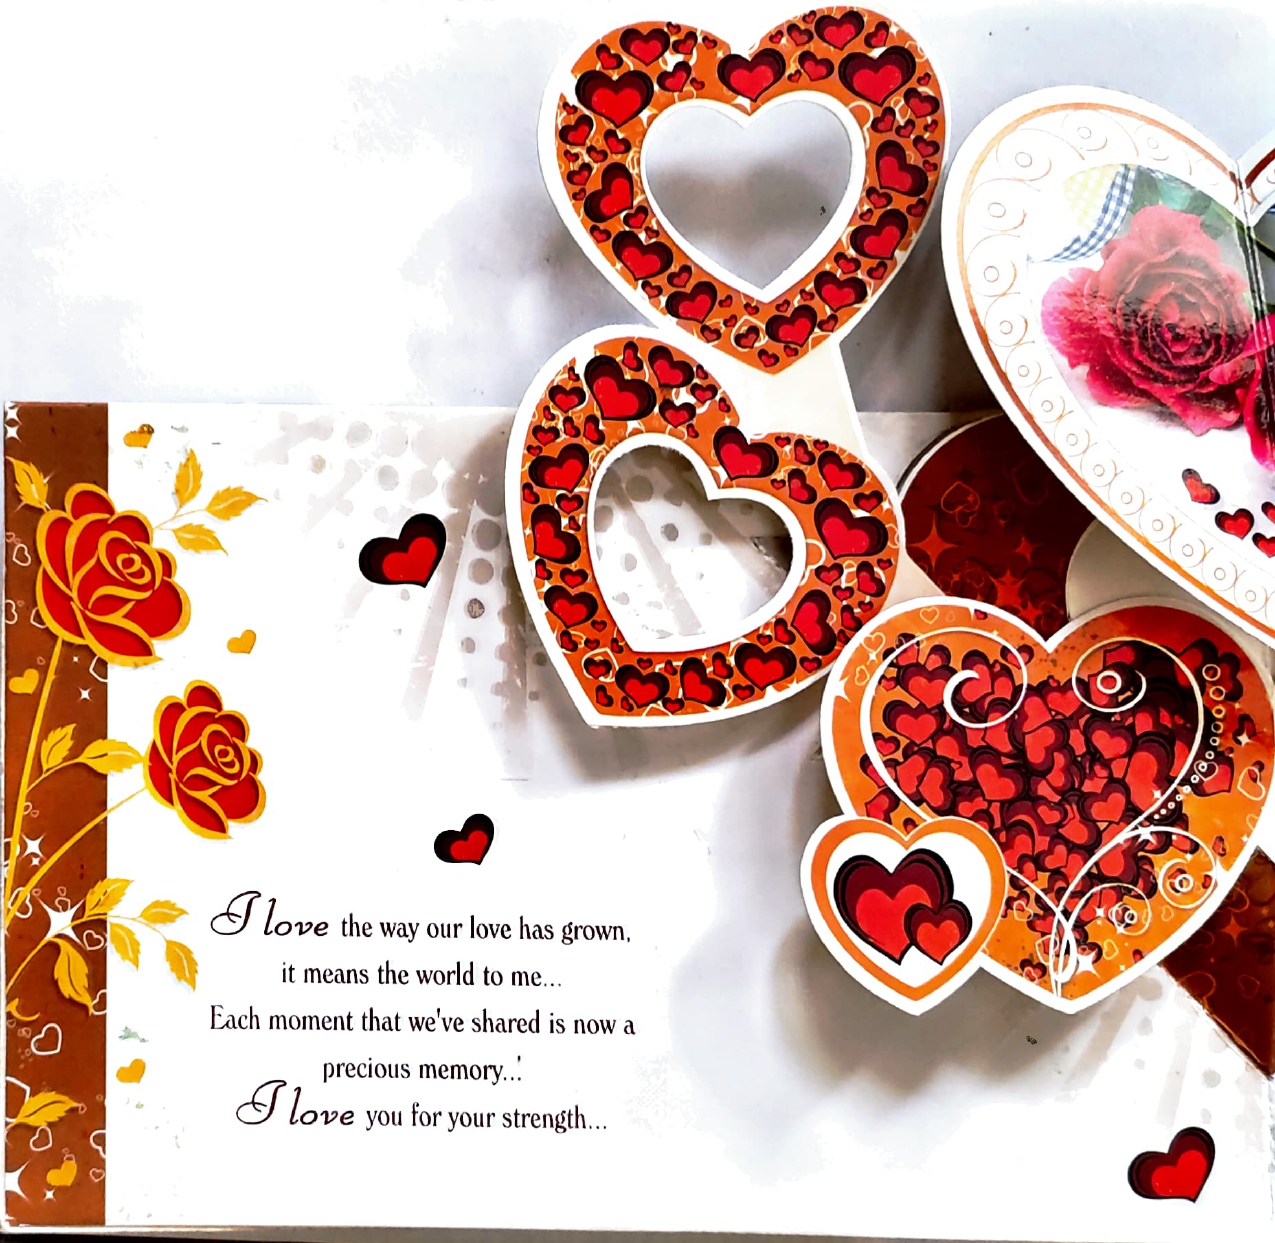 I love the way our love has grown,
it means the world to me...
Each moment that we've shared is now a
precious memory...'
I love you for your strength...